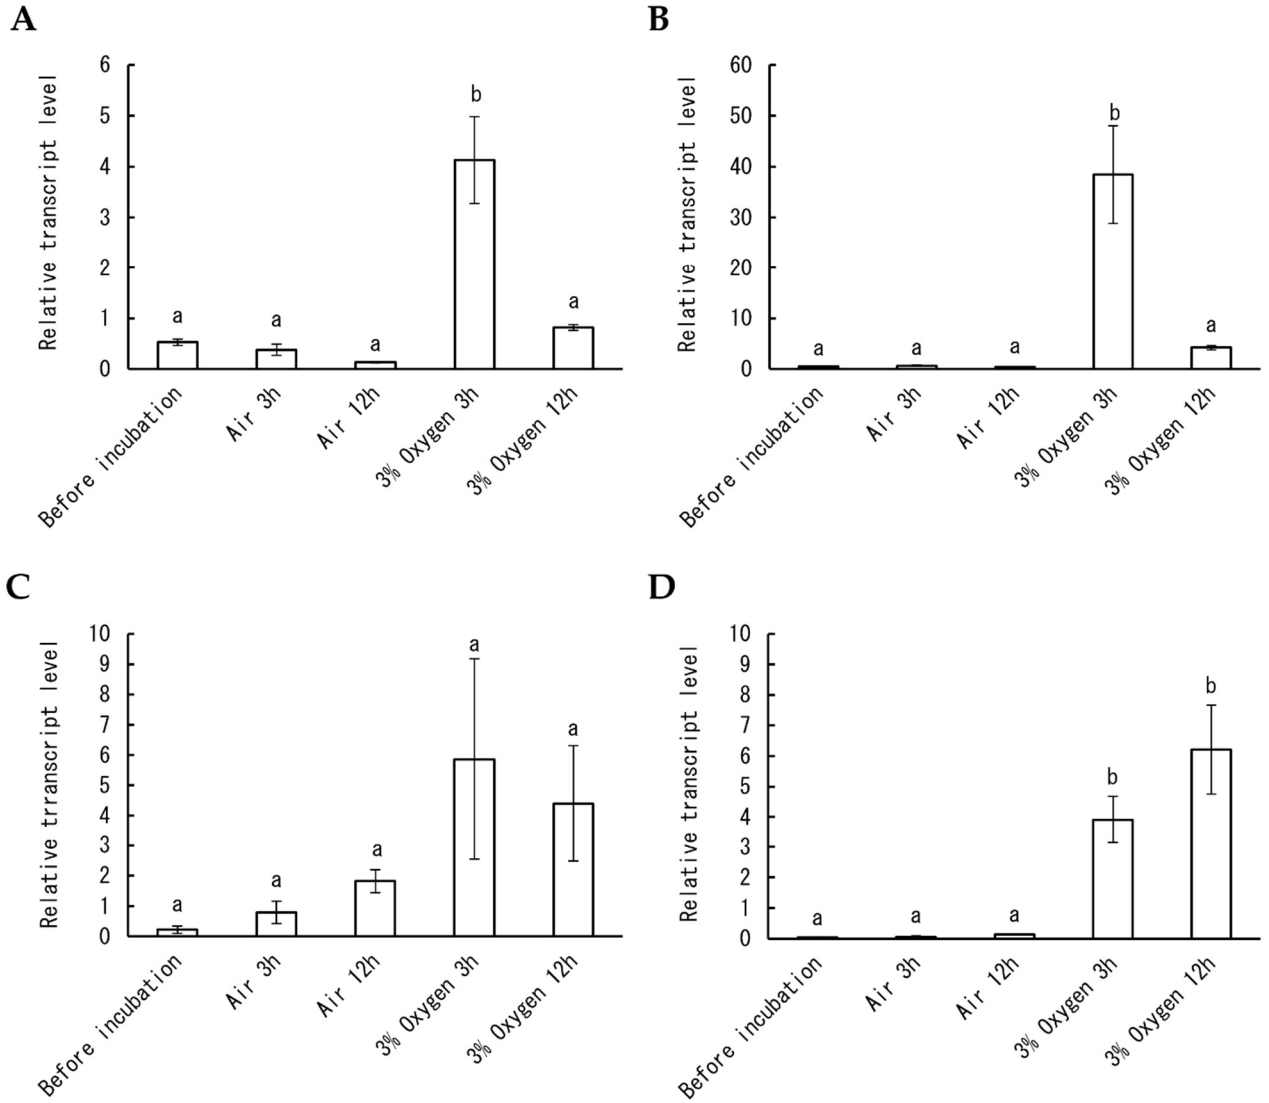 A
Relative transcript level
6
5
4
3
2
1
0
a
a
a
b
a
Before incubation
Air 3h
Air 12h
3% Oxygen 3h
3% Oxygen 12h
B
Relative transcript level
60
50
40
30
20
10
0
a
a
a
b
a
Before incubation
Air 3h
Air 12h
3% Oxygen 3h
3% Oxygen 12h
C
Relative trranscript level
10
9
8
7
6
5
4
3
2
1
0
a
a
a
a
a
Before incubation
Air 3h
Air 12h
3% Oxygen 3h
3% Oxygen 12h
D
Relative transcript level
10
9
8
7
6
5
4
3
2
1
0
a
a
a
b
b
Before incubation
Air 3h
Air 12h
3% Oxygen 3h
3% Oxygen 12h